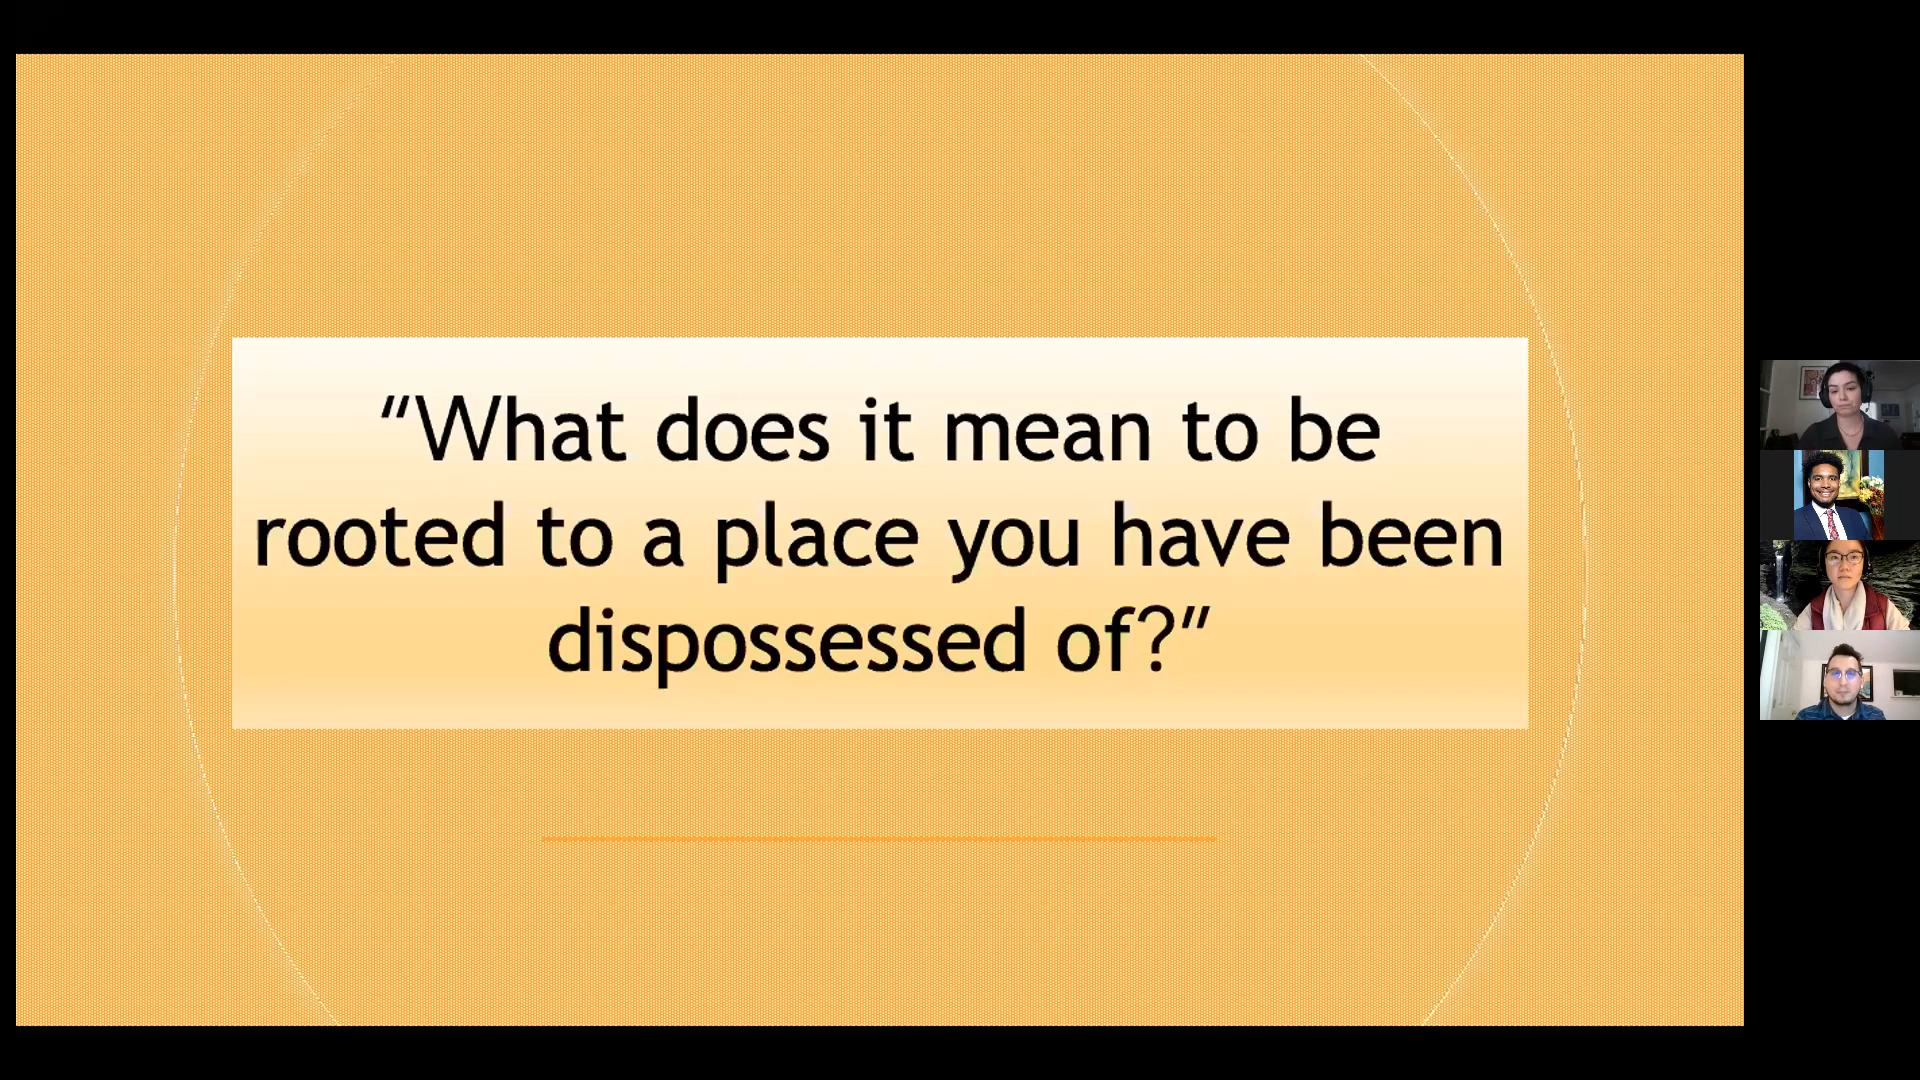 “What does it mean to be
rooted to a place you have been
dispossessed of?”